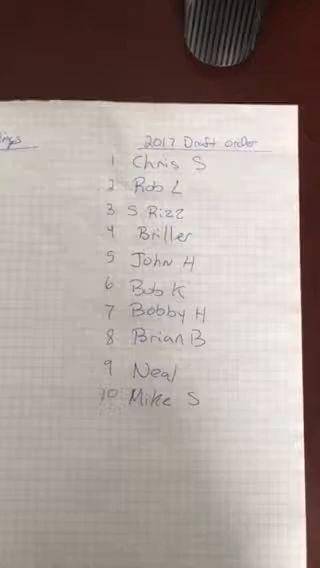 2017 Draft order
1 Chris S
2 Rob L
3 S Rizz
4 Briller
5 John H
6 Bob K
7 Bobby H
8 Brian B
9 Neal
10 Mike S